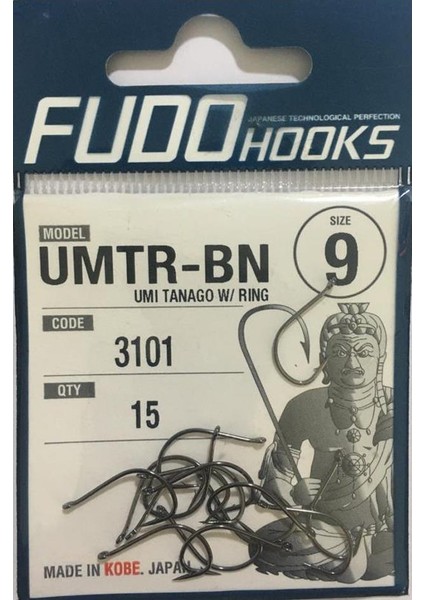 JAPANESE TECHNOLOGICAL PERFECTION
FUDO HOOKS
MODEL
UMTR-BN
UMI TANAGO W/ RING
SIZE
9
CODE
3101
QTY
15
MADE IN KOBE. JAPAN.